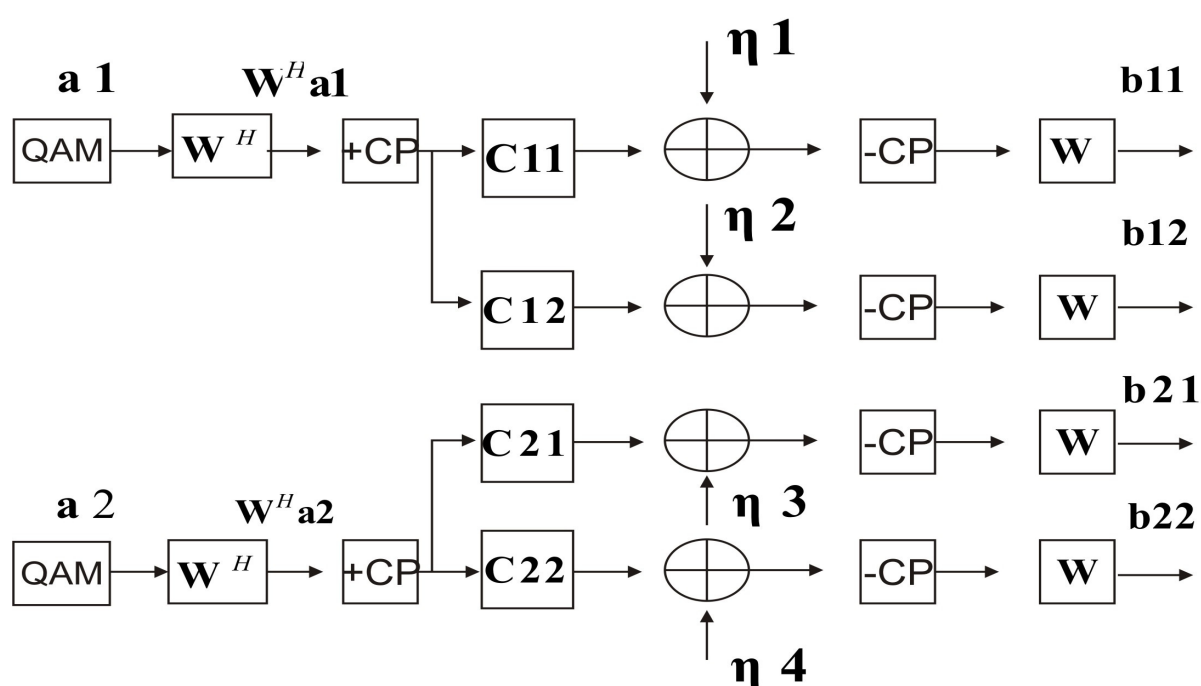 η 1
a 1 W^H a1 b11
QAM W^H +CP C11 -CP W
η 2 b12
C12 -CP W
b21
C21 -CP W
a 2 W^H a2 η 3 b22
QAM W^H +CP C22 -CP W
η 4